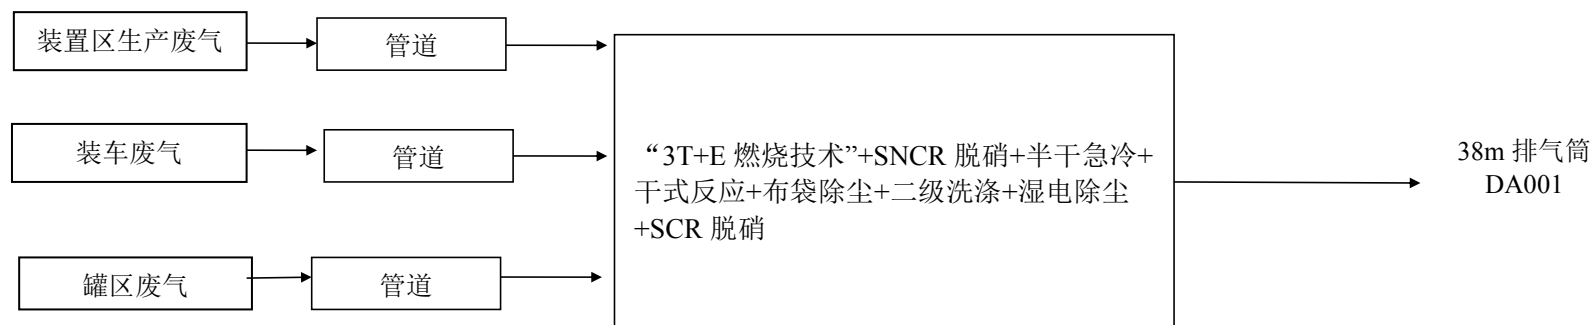 装置区生产废气
管道
装车废气
管道
罐区废气
管道
“3T+E 燃烧技术”+SNCR 脱硝+半干急冷+
干式反应+布袋除尘+二级洗涤+湿电除尘
+SCR 脱硝
38m 排气筒
DA001